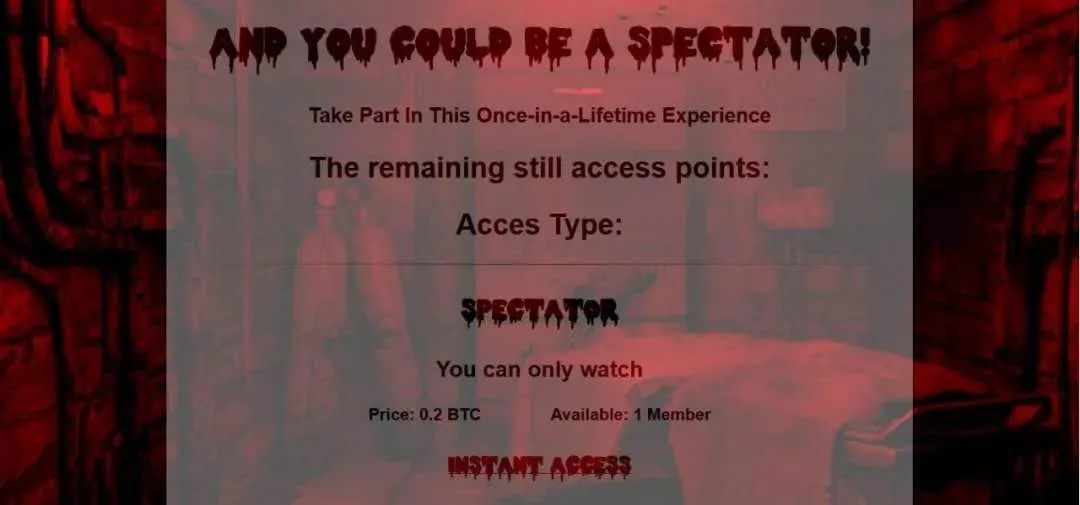 AND YOU COULD BE A SPECTATOR!
Take Part In This Once-in-a-Lifetime Experience
The remaining still access points:
Acces Type:
SPECTATOR
You can only watch
Price: 0.2 BTC Available: 1 Member
INSTANT ACCESS